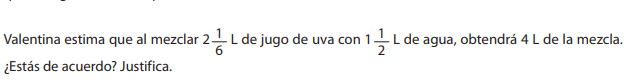 Valentina estima que al mezclar 2 1/6 L de jugo de uva con 1 1/2 L de agua, obtendrá 4 L de la mezcla.
¿Estás de acuerdo? Justifica.